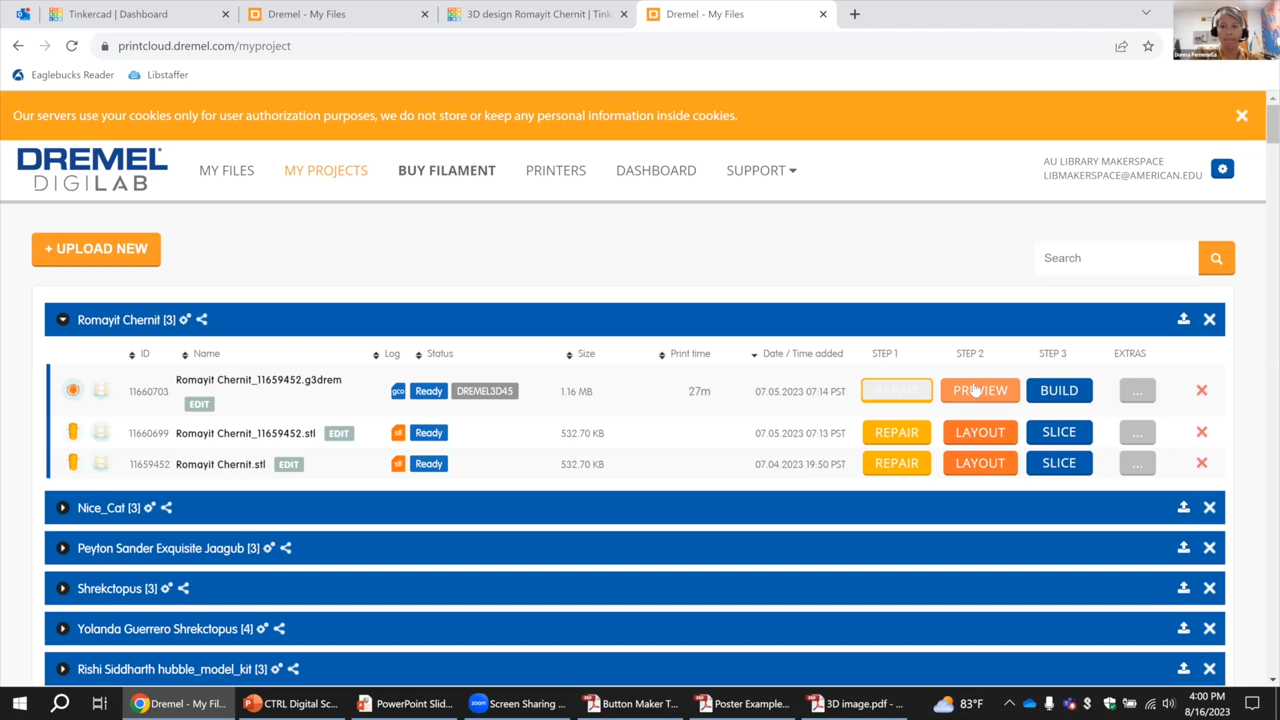 Tinkercad | Dashboard
Dremel - My Files
3D design Romayit Chernit | Tink
Dremel - My Files
printcloud.dremel.com/myproject
Donna Femenella
Eaglebucks Reader
Libstaffer
Our servers use your cookies only for user authorization purposes, we do not store or keep any personal information inside cookies.
DREMEL
DIGILAB
MY FILES
MY PROJECTS
BUY FILAMENT
PRINTERS
DASHBOARD
SUPPORT
AU LIBRARY MAKERSPACE
LIBMAKERSPACE@AMERICAN.EDU
+ UPLOAD NEW
Search
Romayit Chernit [3]
ID Name Log Status Size Print time Date / Time added STEP 1 STEP 2 STEP 3 EXTRAS
11660703 Romayit Chernit_11659452.g3drem EDIT gco Ready DREMEL3D45 1.16 MB 27m 07.05.2023 07:14 PST REPAIR PREVIEW BUILD ...
11660699 Romayit Chernit_11659452.stl EDIT stl Ready 532.70 KB 07.05.2023 07:13 PST REPAIR LAYOUT SLICE ...
11659452 Romayit Chernit.stl EDIT stl Ready 532.70 KB 07.04.2023 19:50 PST REPAIR LAYOUT SLICE ...
Nice_Cat [3]
Peyton Sander Exquisite Jaagub [3]
Shrekctopus [3]
Yolanda Guerrero Shrekctopus [4]
Rishi Siddharth hubble_model_kit [3]
Dremel - My Fil...
CTRL Digital Sc...
PowerPoint Slid...
Screen Sharing ...
Button Maker T...
Poster Example...
3D image.pdf - ...
83°F
4:00 PM
8/16/2023